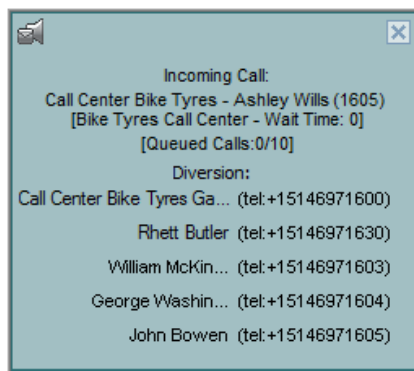 Incoming Call:
Call Center Bike Tyres - Ashley Wills (1605)
[Bike Tyres Call Center - Wait Time: 0]
[Queued Calls:0/10]
Diversion:
Call Center Bike Tyres Ga... (tel:+15146971600)
Rhett Butler (tel:+15146971630)
William McKin... (tel:+15146971603)
George Washin... (tel:+15146971604)
John Bowen (tel:+15146971605)